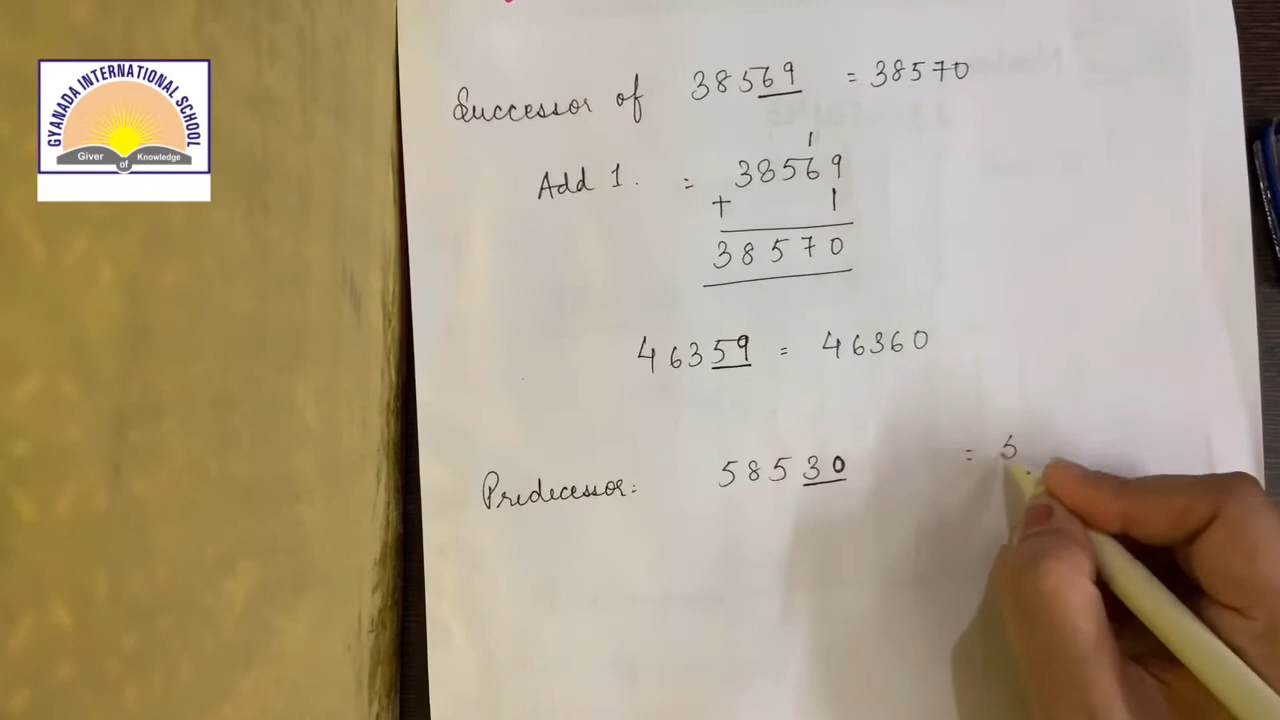 GYANADA INTERNATIONAL SCHOOL
Giver of Knowledge
Successor of 38569 = 38570
1
Add 1. = 38569
+ 1
38570
46359 = 46360
Predecessor: 58530 = 5